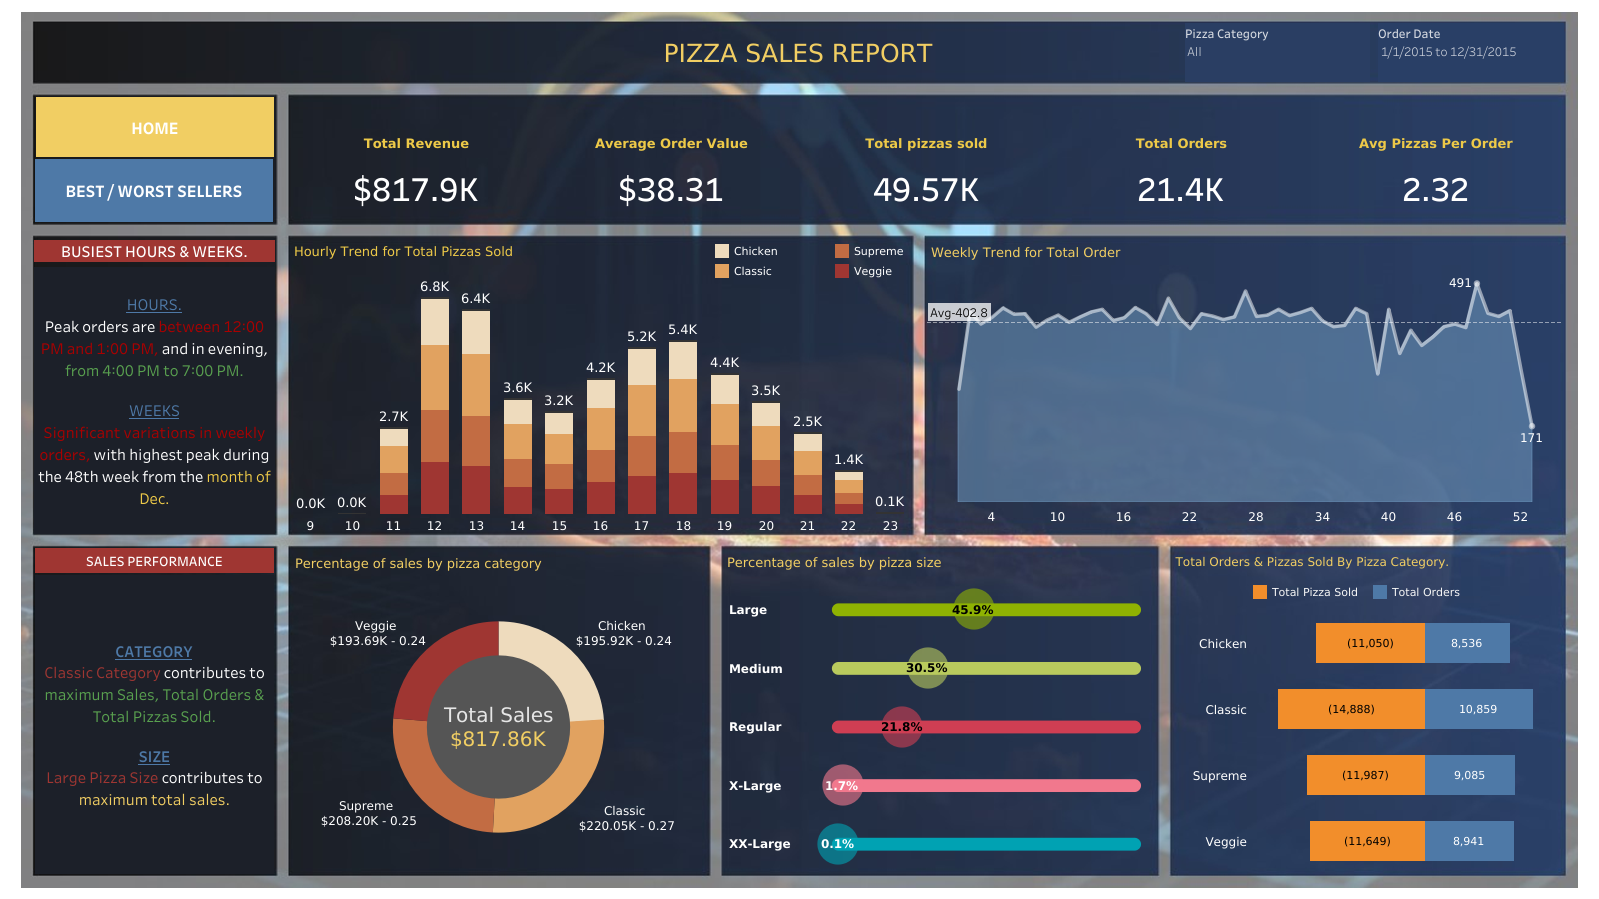 PIZZA SALES REPORT
Pizza Category
All
Order Date
1/1/2015 to 12/31/2015
HOME
BEST / WORST SELLERS
Total Revenue
$817.9K
Average Order Value
$38.31
Total pizzas sold
49.57K
Total Orders
21.4K
Avg Pizzas Per Order
2.32
BUSIEST HOURS & WEEKS.
HOURS.
Peak orders are between 12:00
PM and 1:00 PM, and in evening,
from 4:00 PM to 7:00 PM.
WEEKS
Significant variations in weekly
orders, with highest peak during
the 48th week from the month of
Dec.
Hourly Trend for Total Pizzas Sold
Chicken
Supreme
Classic
Veggie
0.0K
0.0K
2.7K
6.8K
6.4K
3.6K
3.2K
4.2K
5.2K
5.4K
4.4K
3.5K
2.5K
1.4K
0.1K
9 10 11 12 13 14 15 16 17 18 19 20 21 22 23
Weekly Trend for Total Order
Avg-402.8
491
171
4 10 16 22 28 34 40 46 52
SALES PERFORMANCE
CATEGORY
Classic Category contributes to
maximum Sales, Total Orders &
Total Pizzas Sold.
SIZE
Large Pizza Size contributes to
maximum total sales.
Percentage of sales by pizza category
Veggie
$193.69K - 0.24
Chicken
$195.92K - 0.24
Total Sales
$817.86K
Supreme
$208.20K - 0.25
Classic
$220.05K - 0.27
Percentage of sales by pizza size
Large 45.9%
Medium 30.5%
Regular 21.8%
X-Large 1.7%
XX-Large 0.1%
Total Orders & Pizzas Sold By Pizza Category.
Total Pizza Sold Total Orders
Chicken (11,050) 8,536
Classic (14,888) 10,859
Supreme (11,987) 9,085
Veggie (11,649) 8,941